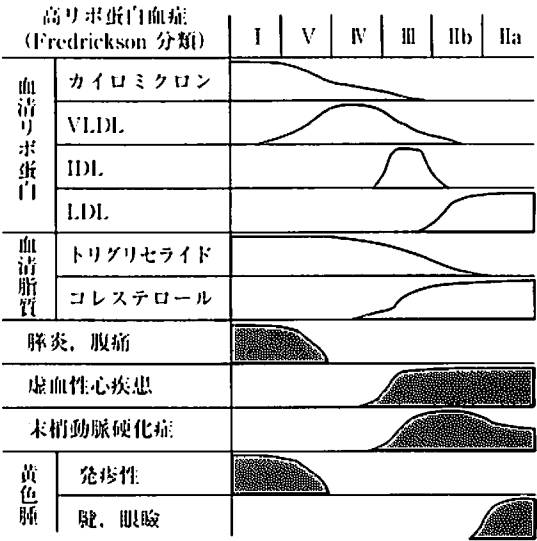 高リポ蛋白血症
(Fredrickson 分類)
I V IV III IIb IIa
血清リポ蛋白
カイロミクロン
VLDL
IDL
LDL
血清脂質
トリグリセライド
コレステロール
膵炎，腹痛
虚血性心疾患
末梢動脈硬化症
黄色腫
発疹性
腱，眼瞼